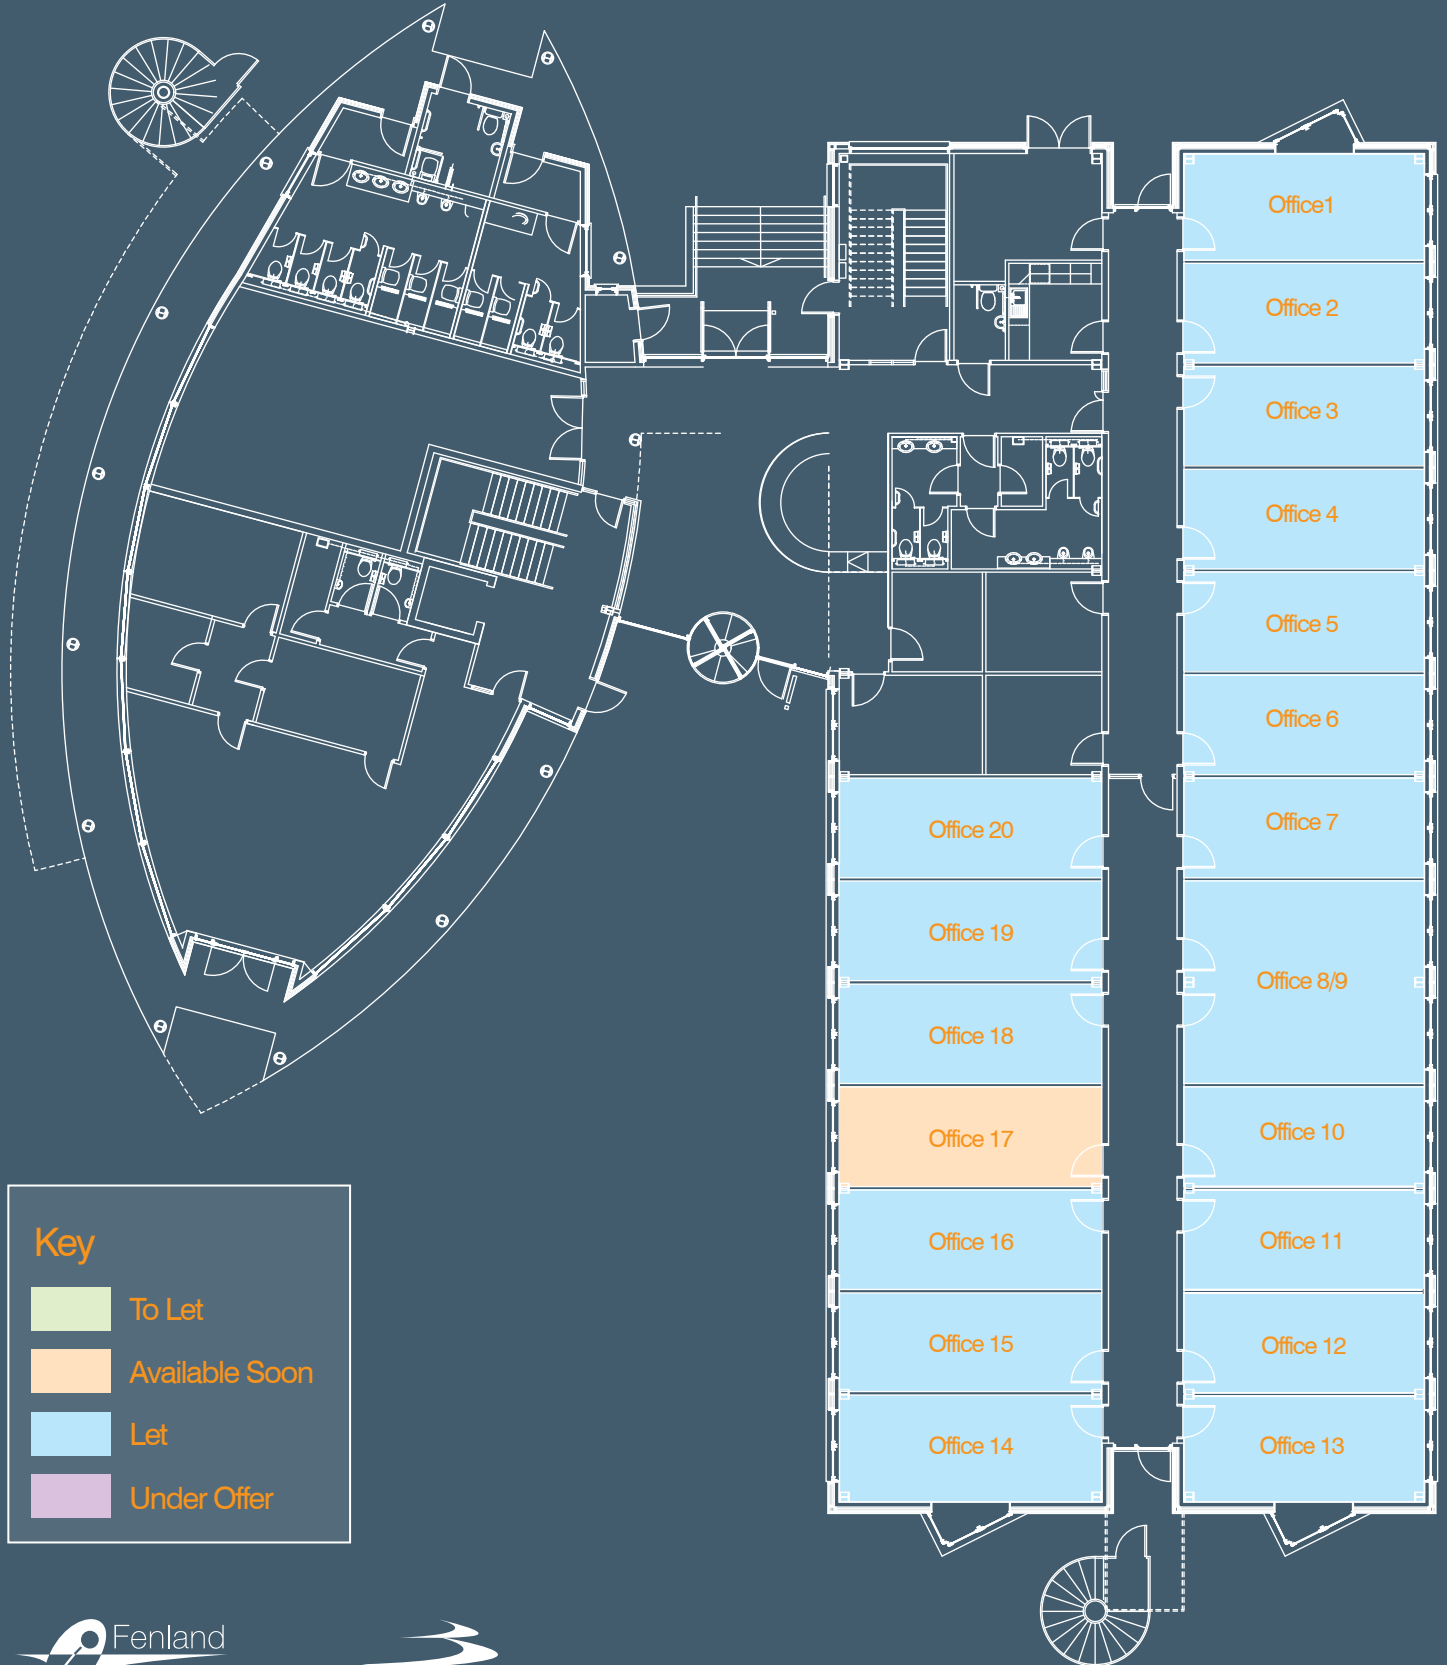 Office1
Office 2
Office 3
Office 4
Office 5
Office 6
Office 7
Office 8/9
Office 10
Office 11
Office 12
Office 13
Office 20
Office 19
Office 18
Office 17
Office 16
Office 15
Office 14
Key
To Let
Available Soon
Let
Under Offer
Fenland